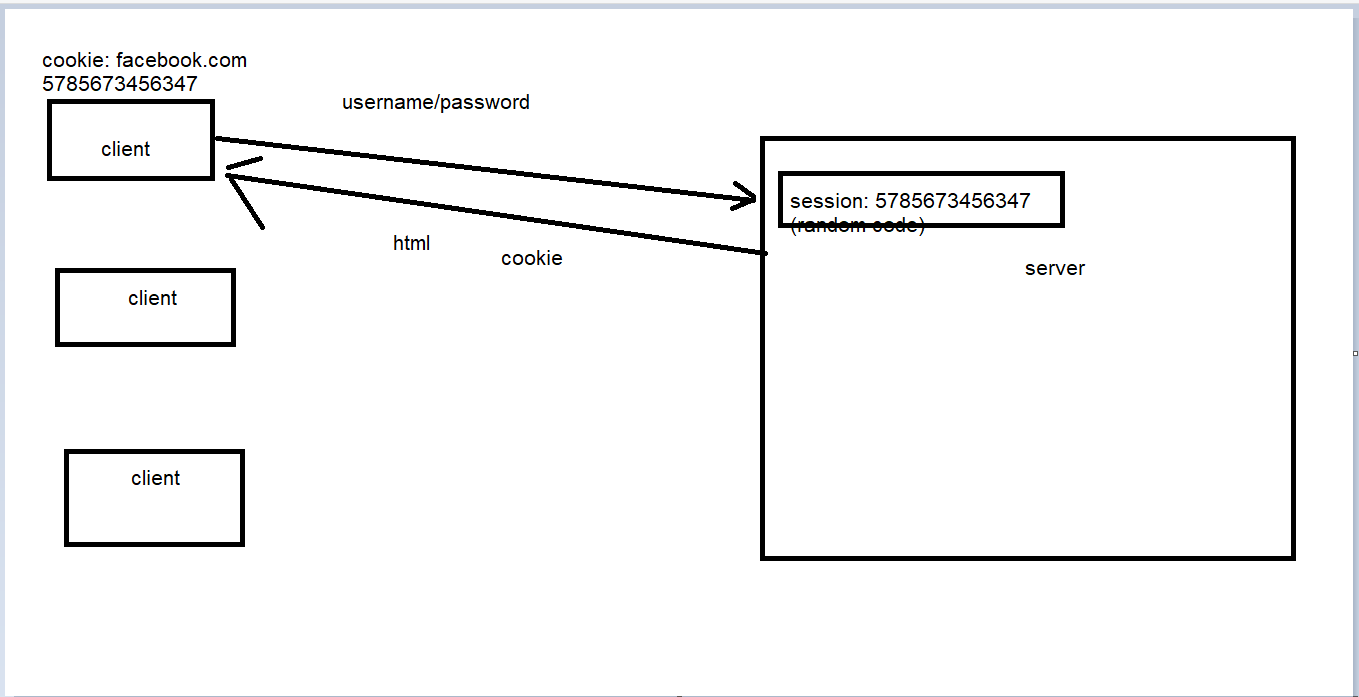 cookie: facebook.com
5785673456347
username/password
client
session: 5785673456347
(random code)
html
cookie
server
client
client